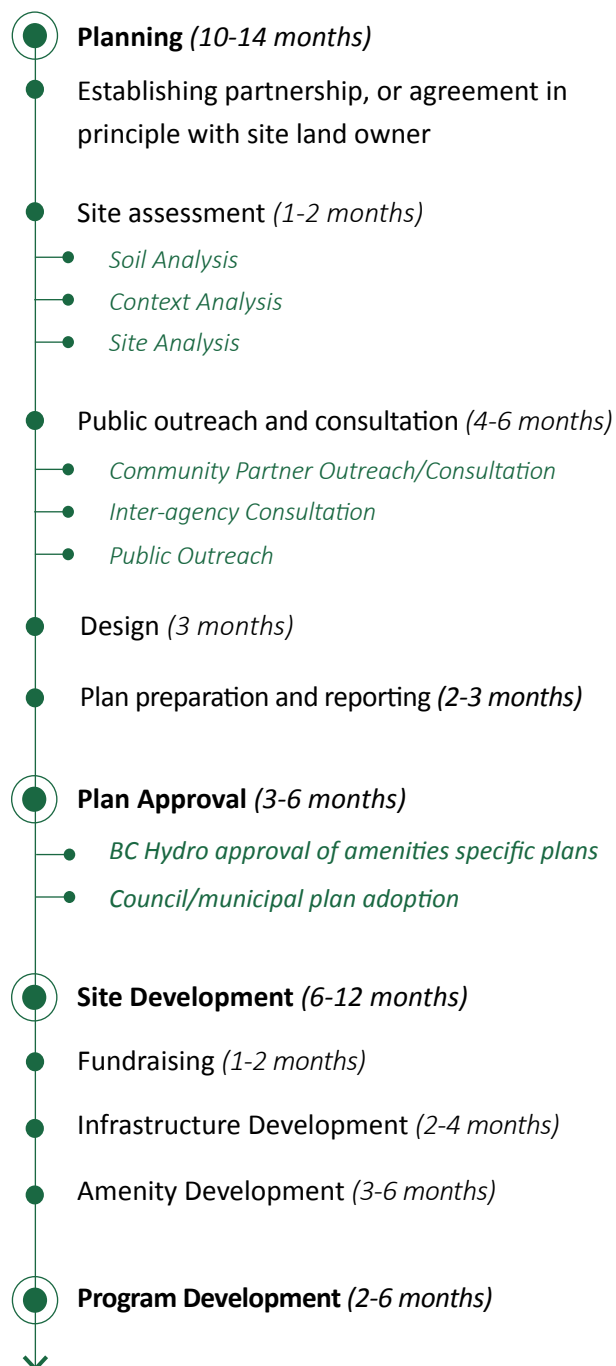 Planning (10-14 months)
Establishing partnership, or agreement in
principle with site land owner
Site assessment (1-2 months)
Soil Analysis
Context Analysis
Site Analysis
Public outreach and consultation (4-6 months)
Community Partner Outreach/Consultation
Inter-agency Consultation
Public Outreach
Design (3 months)
Plan preparation and reporting (2-3 months)
Plan Approval (3-6 months)
BC Hydro approval of amenities specific plans
Council/municipal plan adoption
Site Development (6-12 months)
Fundraising (1-2 months)
Infrastructure Development (2-4 months)
Amenity Development (3-6 months)
Program Development (2-6 months)